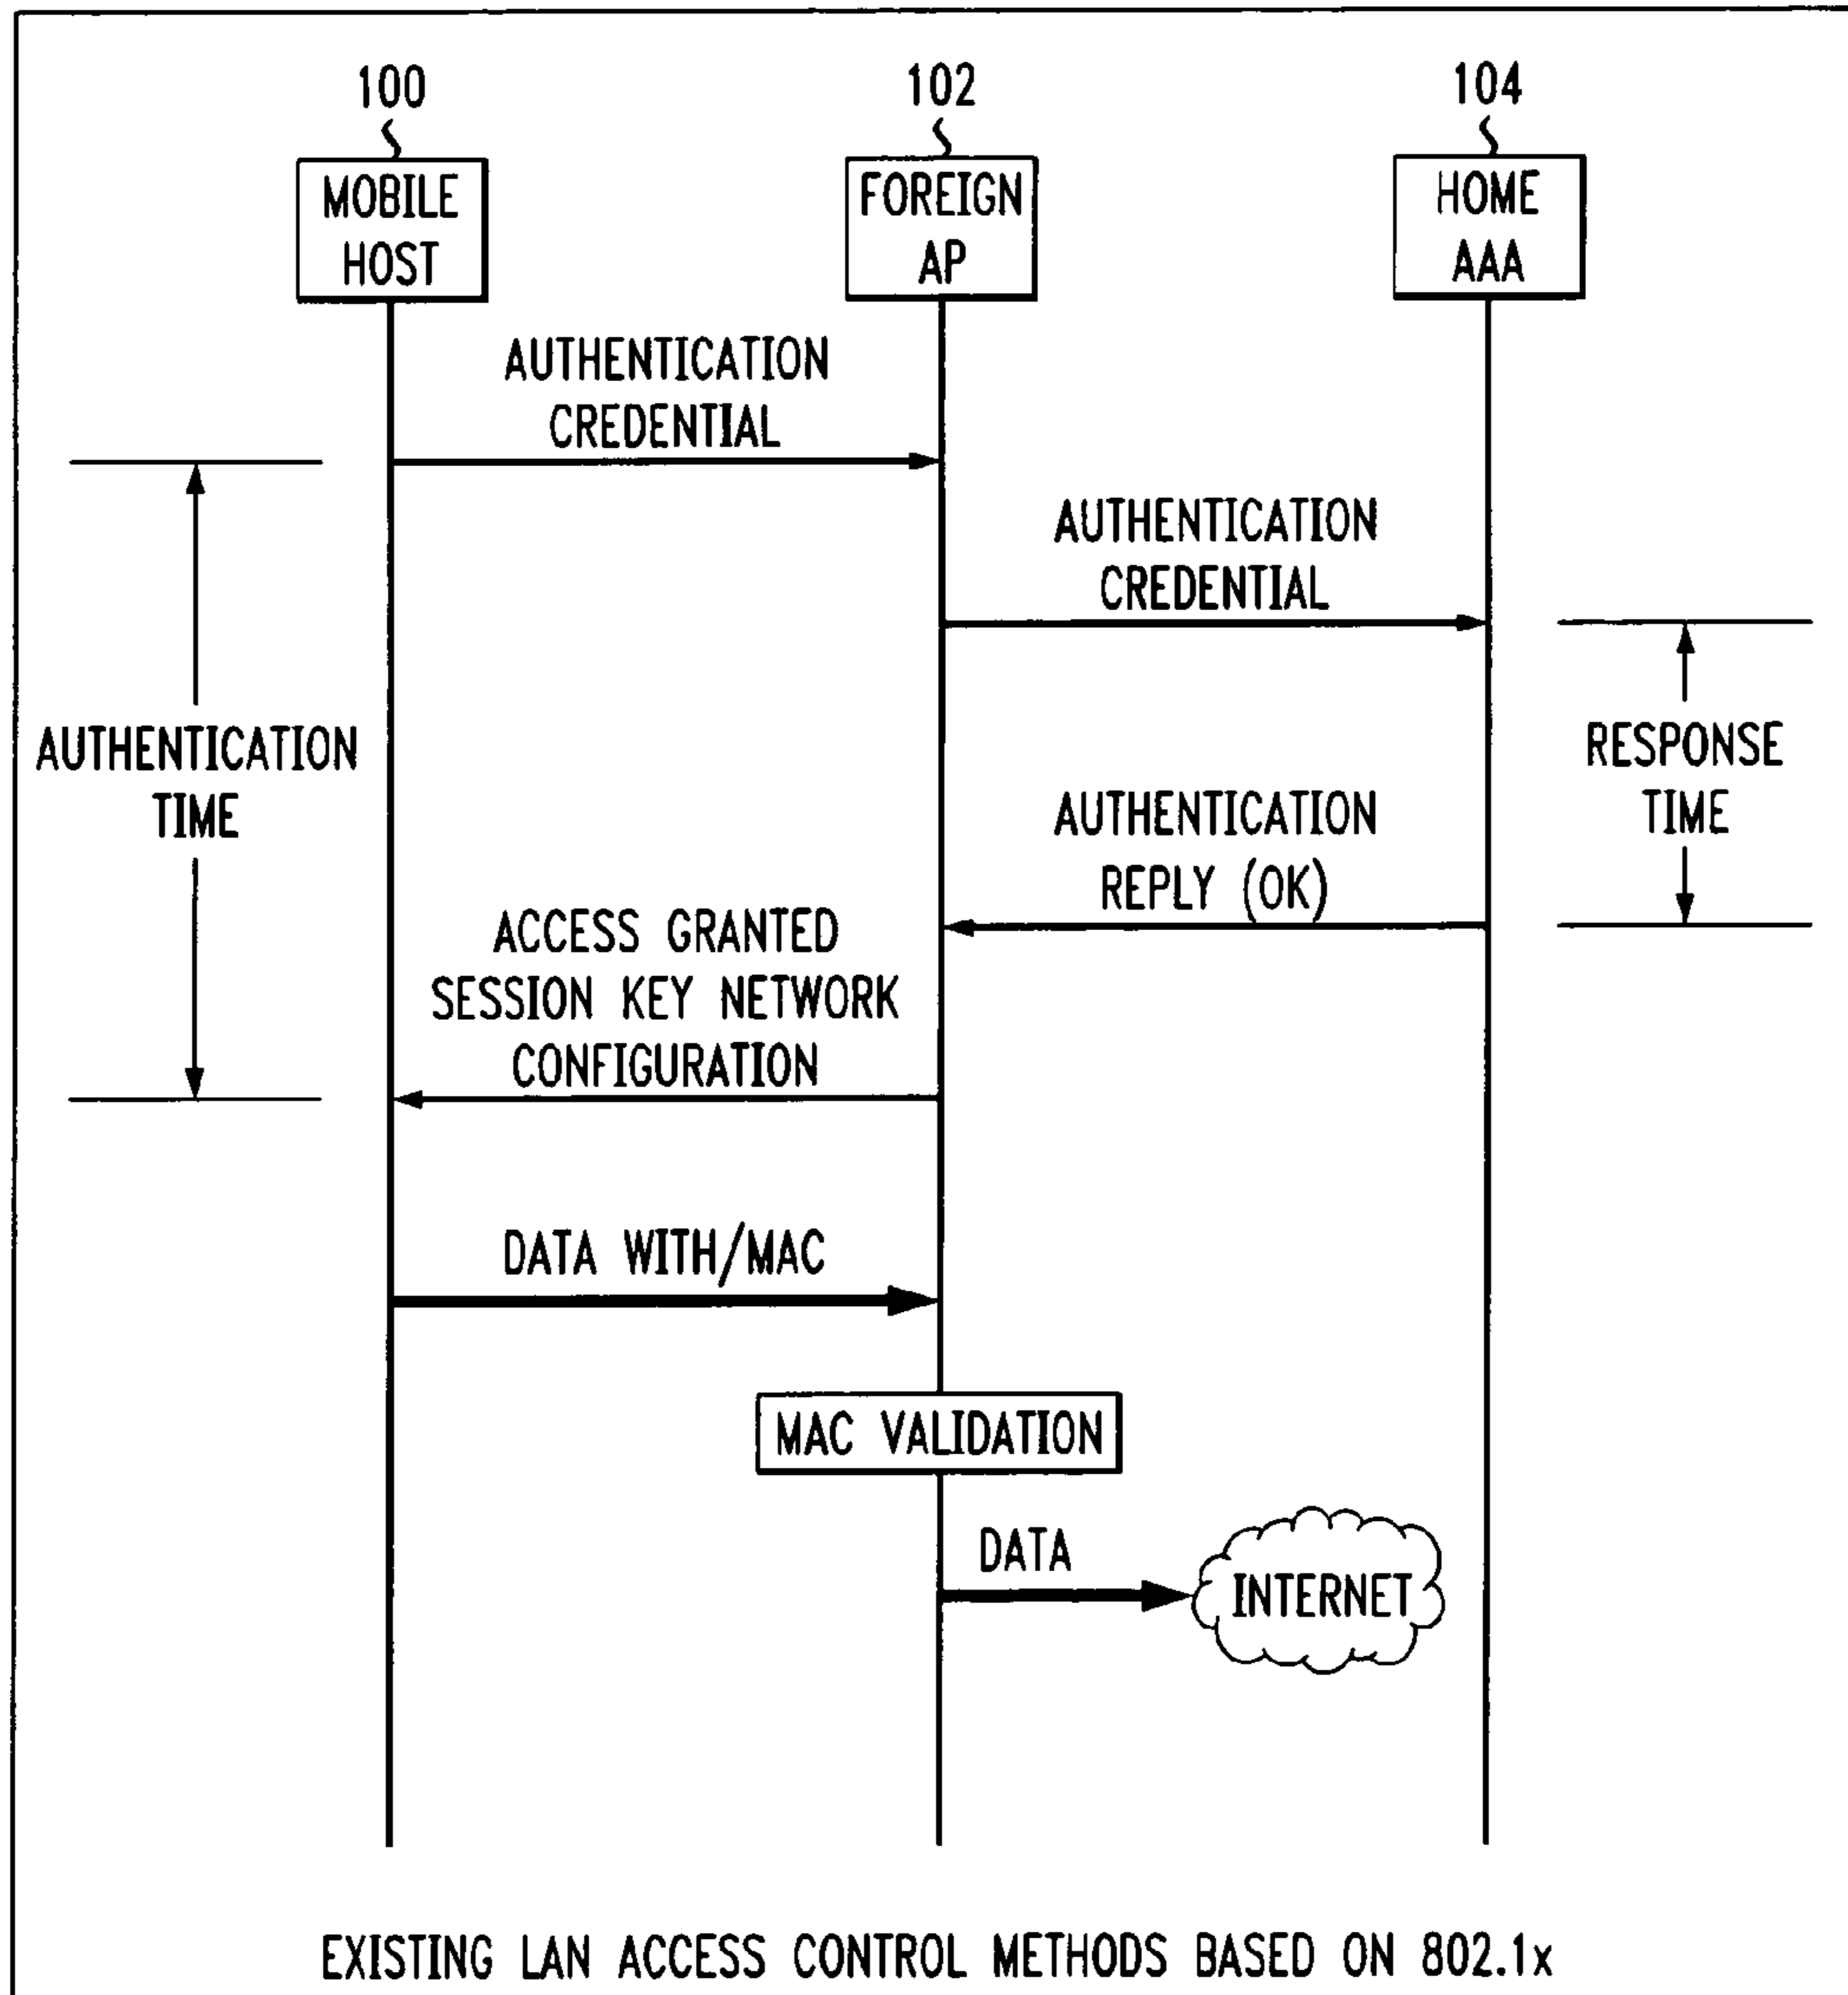 100
102
104
MOBILE
HOST
FOREIGN
AP
HOME
AAA
AUTHENTICATION
CREDENTIAL
AUTHENTICATION
CREDENTIAL
AUTHENTICATION
TIME
RESPONSE
TIME
AUTHENTICATION
REPLY (OK)
ACCESS GRANTED
SESSION KEY NETWORK
CONFIGURATION
DATA WITH/MAC
MAC VALIDATION
DATA
INTERNET
EXISTING LAN ACCESS CONTROL METHODS BASED ON 802.1x